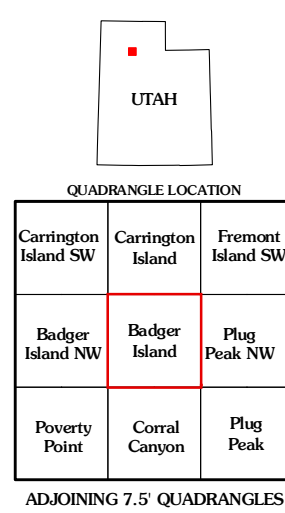 UTAH
QUADRANGLE LOCATION
Carrington Island SW
Carrington Island
Fremont Island SW
Badger Island NW
Badger Island
Plug Peak NW
Poverty Point
Corral Canyon
Plug Peak
ADJOINING 7.5' QUADRANGLES